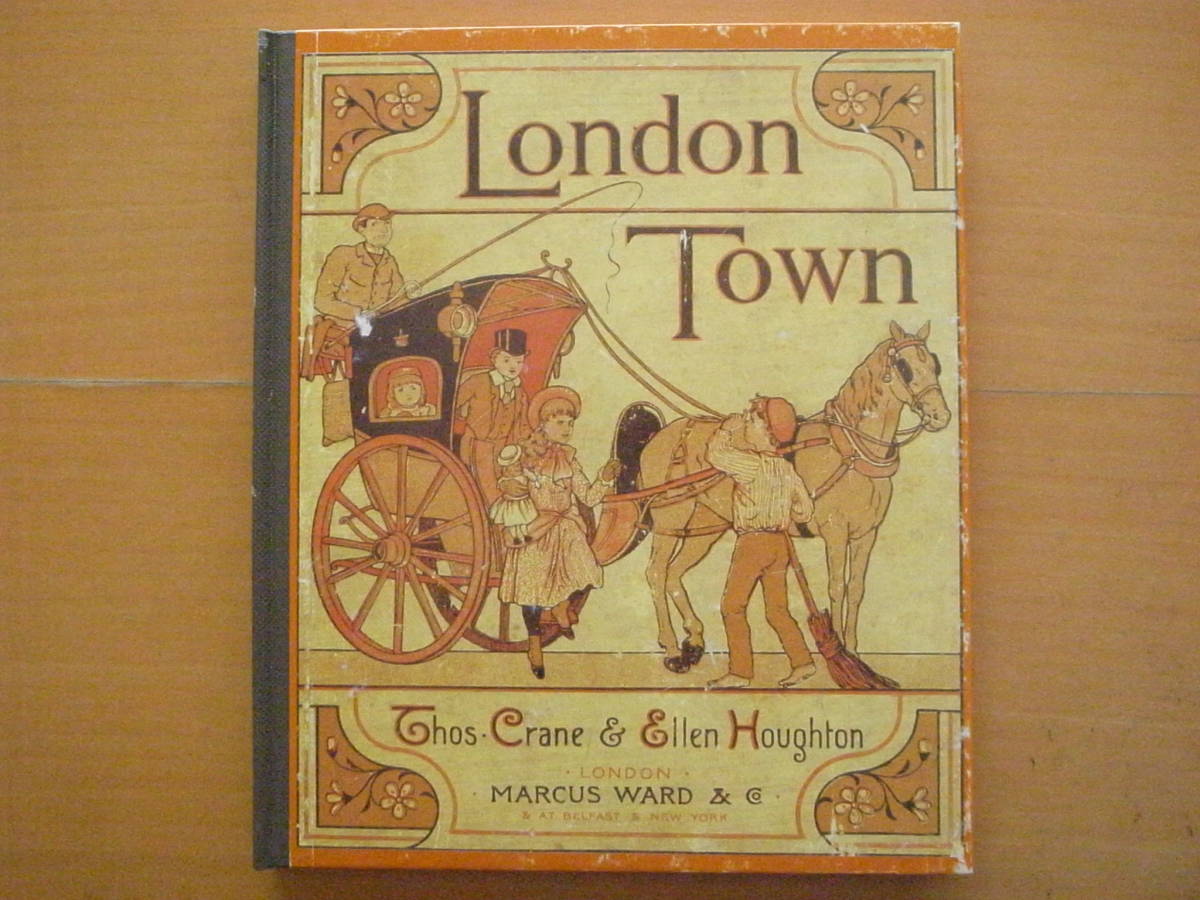 London
Town
Thos. Crane & Ellen Houghton
· LONDON ·
· MARCUS WARD & Co ·
& AT BELFAST & NEW YORK